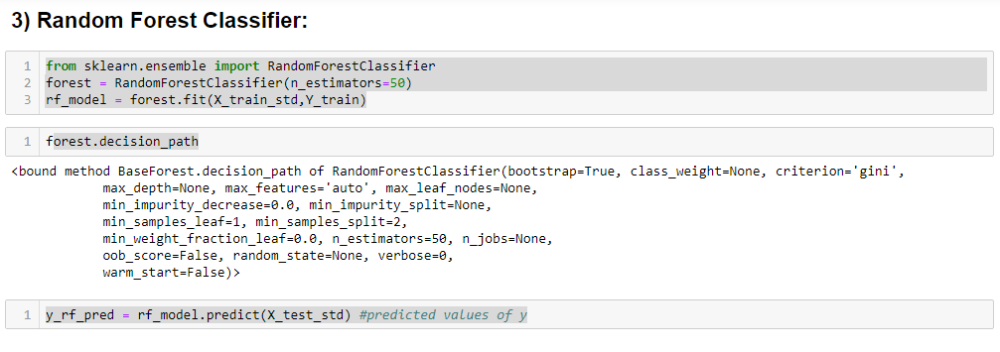 3) Random Forest Classifier:
1 from sklearn.ensemble import RandomForestClassifier
2 forest = RandomForestClassifier(n_estimators=50)
3 rf_model = forest.fit(X_train_std,Y_train)
1 forest.decision_path
<bound method BaseForest.decision_path of RandomForestClassifier(bootstrap=True, class_weight=None, criterion='gini',
            max_depth=None, max_features='auto', max_leaf_nodes=None,
            min_impurity_decrease=0.0, min_impurity_split=None,
            min_samples_leaf=1, min_samples_split=2,
            min_weight_fraction_leaf=0.0, n_estimators=50, n_jobs=None,
            oob_score=False, random_state=None, verbose=0,
            warm_start=False)>
1 y_rf_pred = rf_model.predict(X_test_std) #predicted values of y